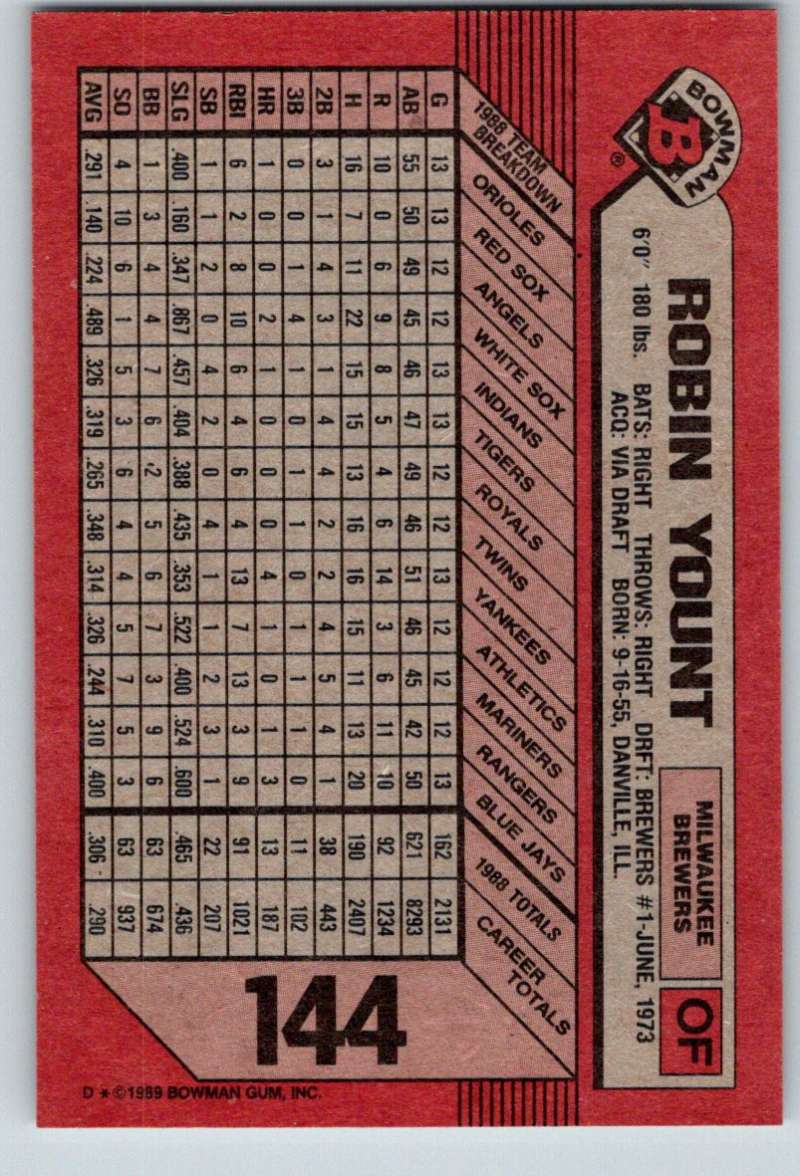 BOWMAN
B
®
ROBIN YOUNT
MILWAUKEE
BREWERS
OF
6'0" 180 lbs. BATS: RIGHT THROWS: RIGHT DRFT: BREWERS #1-JUNE, 1973
ACQ: VIA DRAFT BORN: 9-16-55, DANVILLE, ILL.
1988 TEAM BREAKDOWN ORIOLES RED SOX ANGELS WHITE SOX INDIANS TIGERS ROYALS TWINS YANKEES ATHLETICS MARINERS RANGERS BLUE JAYS 1988 TOTALS CAREER TOTALS
G 13 13 12 12 13 13 12 12 13 12 12 12 13 162 2131
AB 55 50 49 45 46 47 49 46 51 46 45 42 50 621 8293
R 10 0 6 9 8 5 4 6 14 3 6 11 10 92 1234
H 16 7 11 22 15 15 13 16 16 15 11 13 20 190 2407
2B 3 1 4 3 1 4 4 2 2 4 5 4 1 38 443
3B 0 0 1 4 1 0 1 1 0 1 1 1 0 11 102
HR 1 0 0 2 1 0 0 0 4 1 0 1 3 13 187
RBI 6 2 8 10 6 4 6 4 13 7 13 3 9 91 1021
SB 1 1 2 0 4 2 0 4 1 1 2 3 1 22 207
SLG .400 .160 .347 .867 .457 .404 .388 .435 .353 .522 .400 .524 .600 .465 .436
BB 1 3 4 4 7 6 2 5 6 7 3 9 6 63 674
SO 4 10 6 1 5 3 6 4 4 5 7 5 3 63 937
AVG .291 .140 .224 .489 .326 .319 .265 .348 .314 .326 .244 .310 .400 .306 .290
144
D * ©1989 BOWMAN GUM, INC.